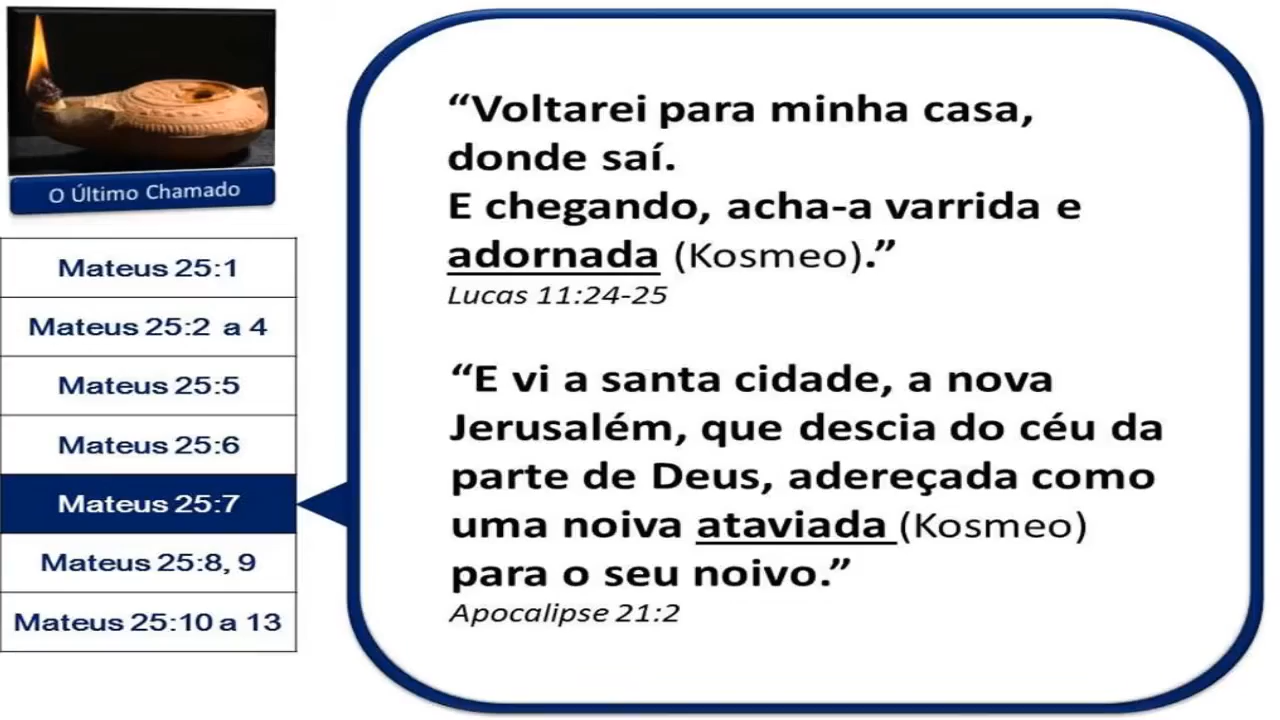 O Último Chamado
Mateus 25:1
Mateus 25:2 a 4
Mateus 25:5
Mateus 25:6
Mateus 25:7
Mateus 25:8, 9
Mateus 25:10 a 13
“Voltarei para minha casa,
donde saí.
E chegando, acha-a varrida e
adornada (Kosmeo).”
Lucas 11:24-25
“E vi a santa cidade, a nova
Jerusalém, que descia do céu da
parte de Deus, adereçada como
uma noiva ataviada (Kosmeo)
para o seu noivo.”
Apocalipse 21:2